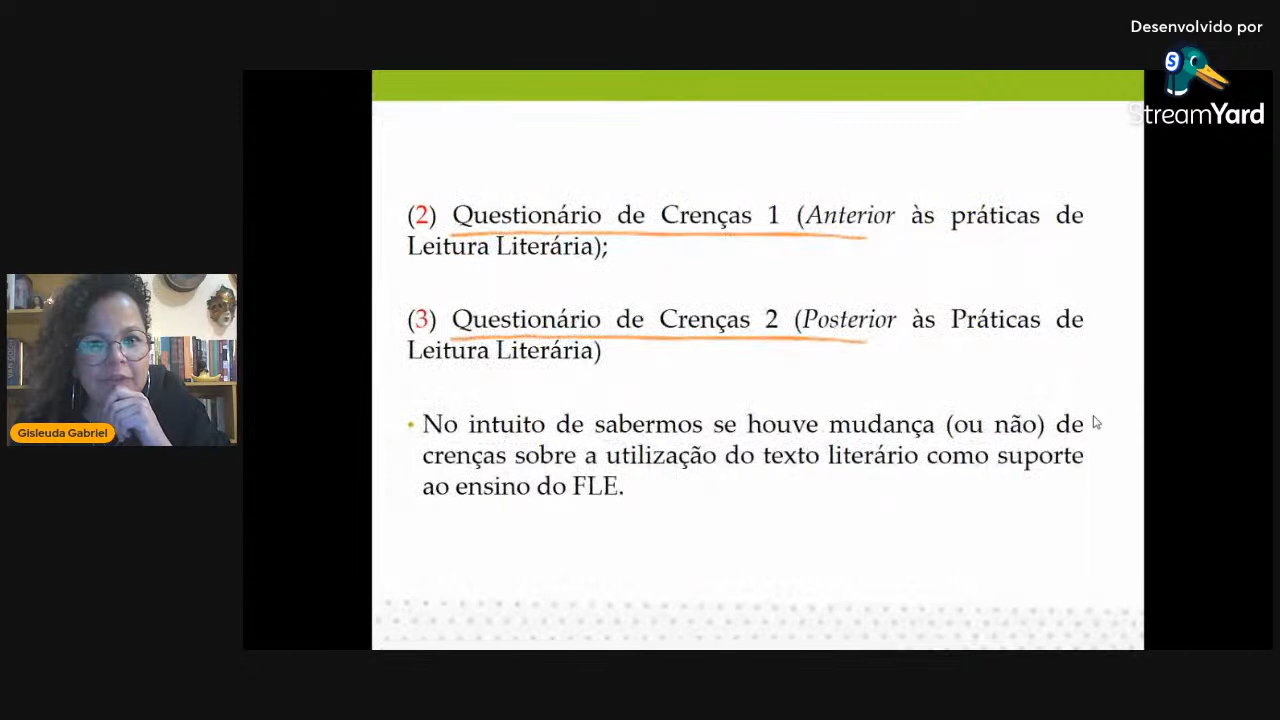 Desenvolvido por
StreamYard
(2) Questionário de Crenças 1 (Anterior às práticas de
Leitura Literária);
(3) Questionário de Crenças 2 (Posterior às Práticas de
Leitura Literária)
• No intuito de sabermos se houve mudança (ou não) de
crenças sobre a utilização do texto literário como suporte
ao ensino do FLE.
VAN GOGH
Gisleuda Gabriel